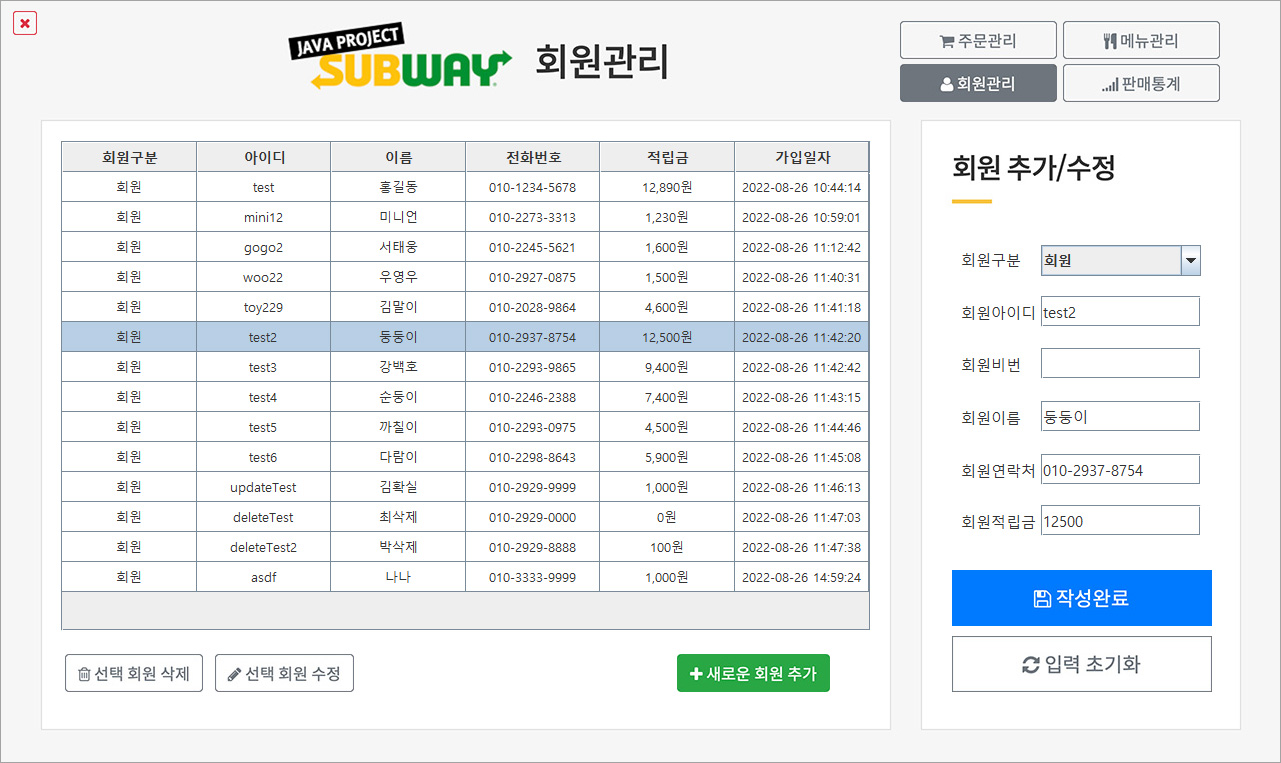 JAVA PROJECT
SUBWAY
회원관리
주문관리
메뉴관리
회원관리
판매통계
회원구분 아이디 이름 전화번호 적립금 가입일자
회원 test 홍길동 010-1234-5678 12,890원 2022-08-26 10:44:14
회원 mini12 미니언 010-2273-3313 1,230원 2022-08-26 10:59:01
회원 gogo2 서태웅 010-2245-5621 1,600원 2022-08-26 11:12:42
회원 woo22 우영우 010-2927-0875 1,500원 2022-08-26 11:40:31
회원 toy229 김말이 010-2028-9864 4,600원 2022-08-26 11:41:18
회원 test2 둥둥이 010-2937-8754 12,500원 2022-08-26 11:42:20
회원 test3 강백호 010-2293-9865 9,400원 2022-08-26 11:42:42
회원 test4 순둥이 010-2246-2388 7,400원 2022-08-26 11:43:15
회원 test5 까칠이 010-2293-0975 4,500원 2022-08-26 11:44:46
회원 test6 다람이 010-2298-8643 5,900원 2022-08-26 11:45:08
회원 updateTest 김확실 010-2929-9999 1,000원 2022-08-26 11:46:13
회원 deleteTest 최삭제 010-2929-0000 0원 2022-08-26 11:47:03
회원 deleteTest2 박삭제 010-2929-8888 100원 2022-08-26 11:47:38
회원 asdf 나나 010-3333-9999 1,000원 2022-08-26 14:59:24
선택 회원 삭제
선택 회원 수정
새로운 회원 추가
회원 추가/수정
회원구분 회원
회원아이디 test2
회원비번
회원이름 둥둥이
회원연락처 010-2937-8754
회원적립금 12500
작성완료
입력 초기화